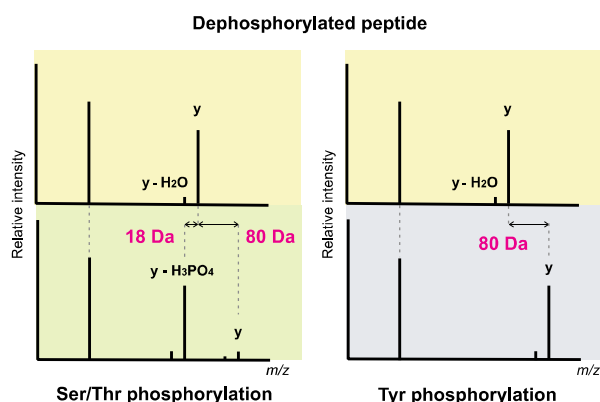 Dephosphorylated peptide
Relative intensity
y
y - H2O
y
y - H2O
Relative intensity
18 Da
80 Da
y - H3PO4
y
m/z
80 Da
y
m/z
Ser/Thr phosphorylation
Tyr phosphorylation